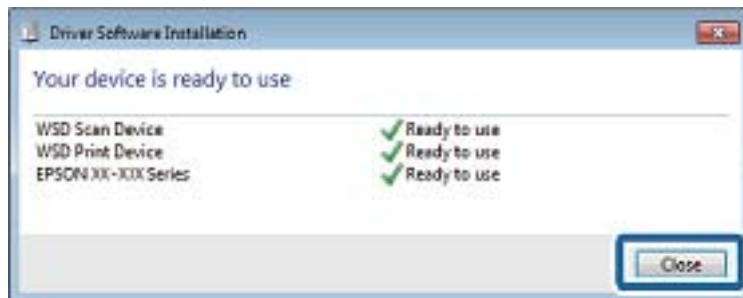 Driver Software Installation
Your device is ready to use
WSD Scan Device Ready to use
WSD Print Device Ready to use
EPSON XX-XXX Series Ready to use
Close